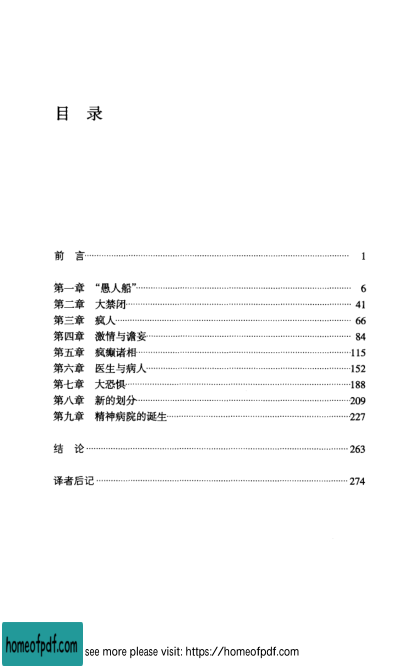 目 录
前 言 1
第一章 “愚人船” 6
第二章 大禁闭 41
第三章 疯人 66
第四章 激情与谵妄 84
第五章 疯癫诸相 115
第六章 医生与病人 152
第七章 大恐惧 188
第八章 新的划分 209
第九章 精神病院的诞生 227
结 论 263
译者后记 274
homeofpdf.com see more please visit: https://homeofpdf.com